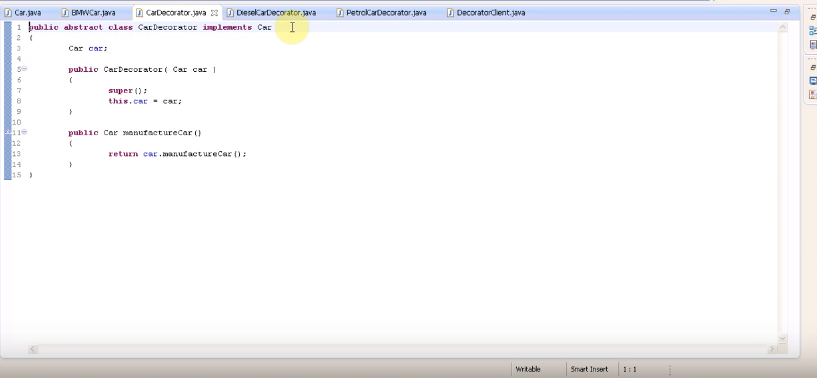 Car.java BMWCar.java CarDecorator.java DieselCarDecorator.java PetrolCarDecorator.java DecoratorClient.java
1 public abstract class CarDecorator implements Car
2 {
3 Car car;
4
5 public CarDecorator( Car car )
6 {
7 super();
8 this.car = car;
9 }
10
11 public Car manufactureCar()
12 {
13 return car.manufactureCar();
14 }
15 }
Writable Smart Insert 1 : 1